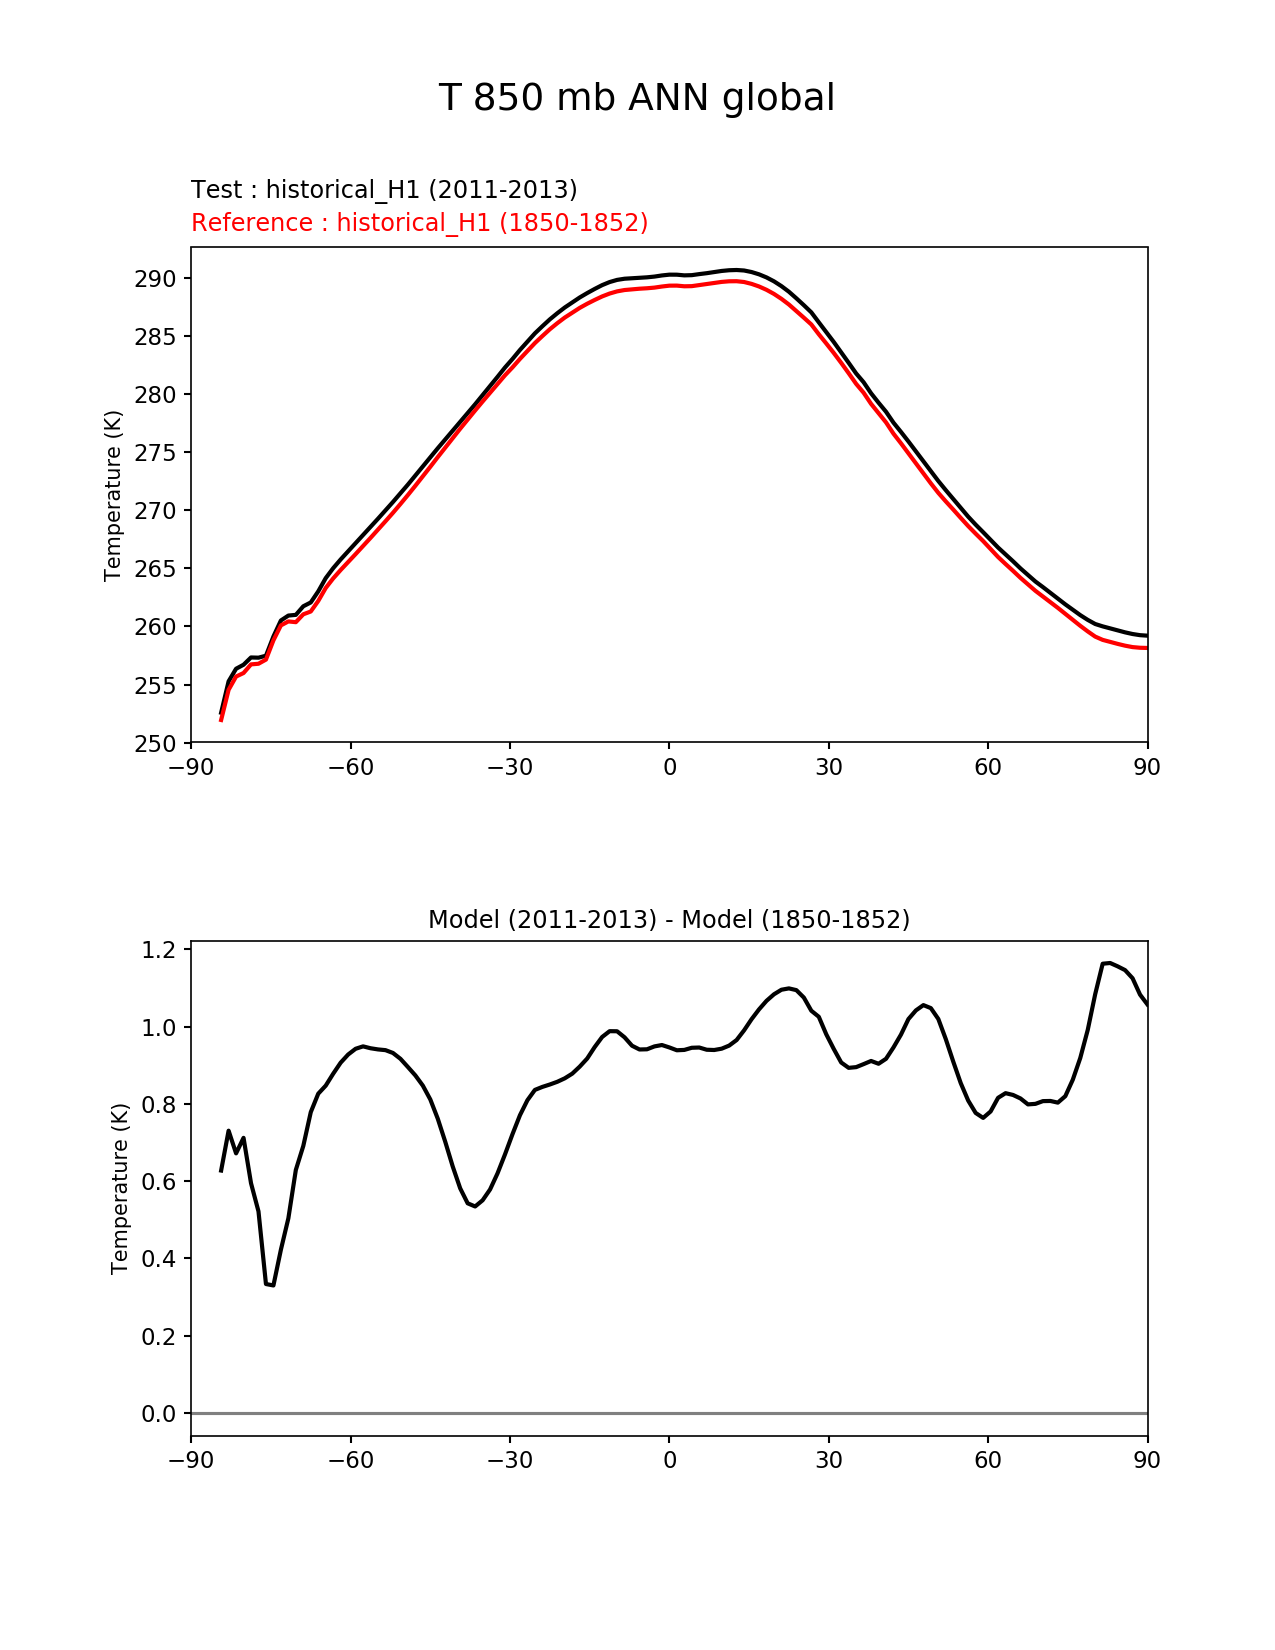 T 850 mb ANN global
Test : historical_H1 (2011-2013)
Reference : historical_H1 (1850-1852)
290
285
280
275
270
265
260
255
250
Temperature (K)
−90 −60 −30 0 30 60 90
Model (2011-2013) - Model (1850-1852)
1.2
1.0
0.8
0.6
0.4
0.2
0.0
Temperature (K)
−90 −60 −30 0 30 60 90